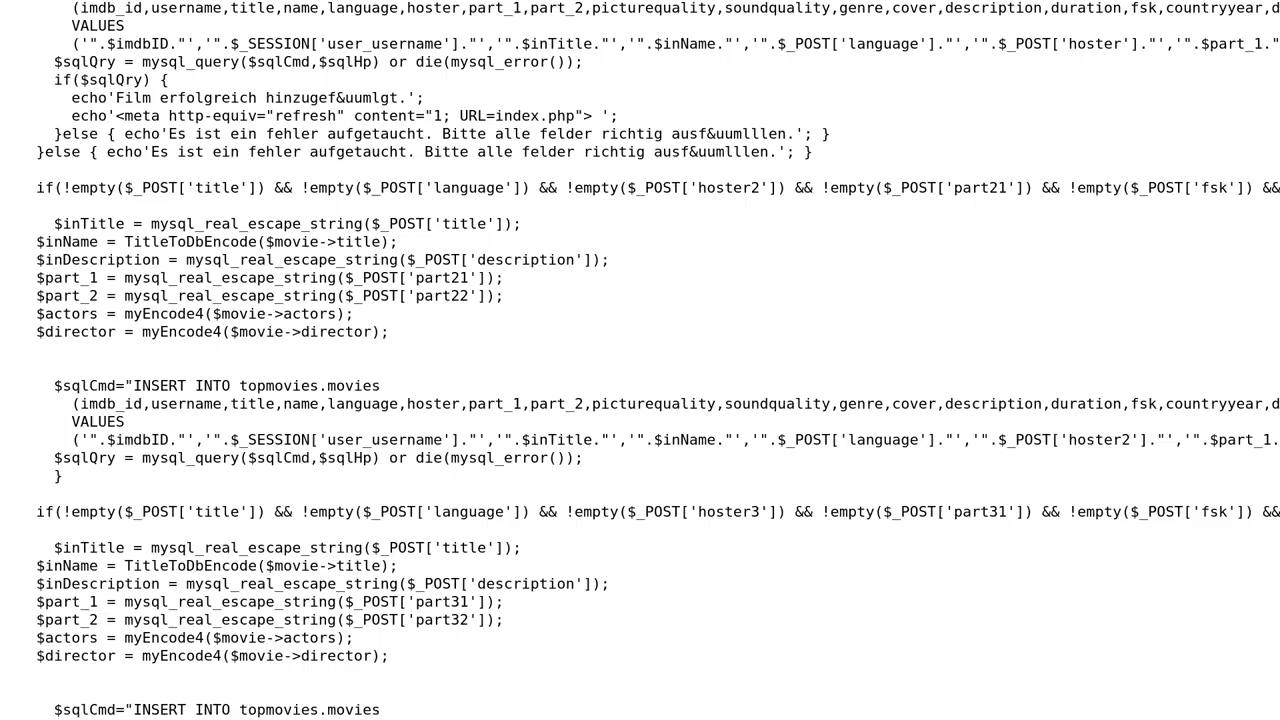 (imdb_id,username,title,name,language,hoster,part_1,part_2,picturequality,soundquality,genre,cover,description,duration,fsk,countryyear,d
VALUES
('".$imdbID."','".$_SESSION['user_username']."','".$inTitle."','".$inName."','".$_POST['language']."','".$_POST['hoster']."','".$part_1."
$sqlQry = mysql_query($sqlCmd,$sqlHp) or die(mysql_error());
if($sqlQry) {
echo'Film erfolgreich hinzugef&uumlgt.';
echo'<meta http-equiv="refresh" content="1; URL=index.php"> ';
}else { echo'Es ist ein fehler aufgetaucht. Bitte alle felder richtig ausf&uumlllen.'; }
}else { echo'Es ist ein fehler aufgetaucht. Bitte alle felder richtig ausf&uumlllen.'; }
if(!empty($_POST['title']) && !empty($_POST['language']) && !empty($_POST['hoster2']) && !empty($_POST['part21']) && !empty($_POST['fsk']) &&
$inTitle = mysql_real_escape_string($_POST['title']);
$inName = TitleToDbEncode($movie->title);
$inDescription = mysql_real_escape_string($_POST['description']);
$part_1 = mysql_real_escape_string($_POST['part21']);
$part_2 = mysql_real_escape_string($_POST['part22']);
$actors = myEncode4($movie->actors);
$director = myEncode4($movie->director);
$sqlCmd="INSERT INTO topmovies.movies
(imdb_id,username,title,name,language,hoster,part_1,part_2,picturequality,soundquality,genre,cover,description,duration,fsk,countryyear,d
VALUES
('".$imdbID."','".$_SESSION['user_username']."','".$inTitle."','".$inName."','".$_POST['language']."','".$_POST['hoster2']."','".$part_1.
$sqlQry = mysql_query($sqlCmd,$sqlHp) or die(mysql_error());
}
if(!empty($_POST['title']) && !empty($_POST['language']) && !empty($_POST['hoster3']) && !empty($_POST['part31']) && !empty($_POST['fsk']) &&
$inTitle = mysql_real_escape_string($_POST['title']);
$inName = TitleToDbEncode($movie->title);
$inDescription = mysql_real_escape_string($_POST['description']);
$part_1 = mysql_real_escape_string($_POST['part31']);
$part_2 = mysql_real_escape_string($_POST['part32']);
$actors = myEncode4($movie->actors);
$director = myEncode4($movie->director);
$sqlCmd="INSERT INTO topmovies.movies